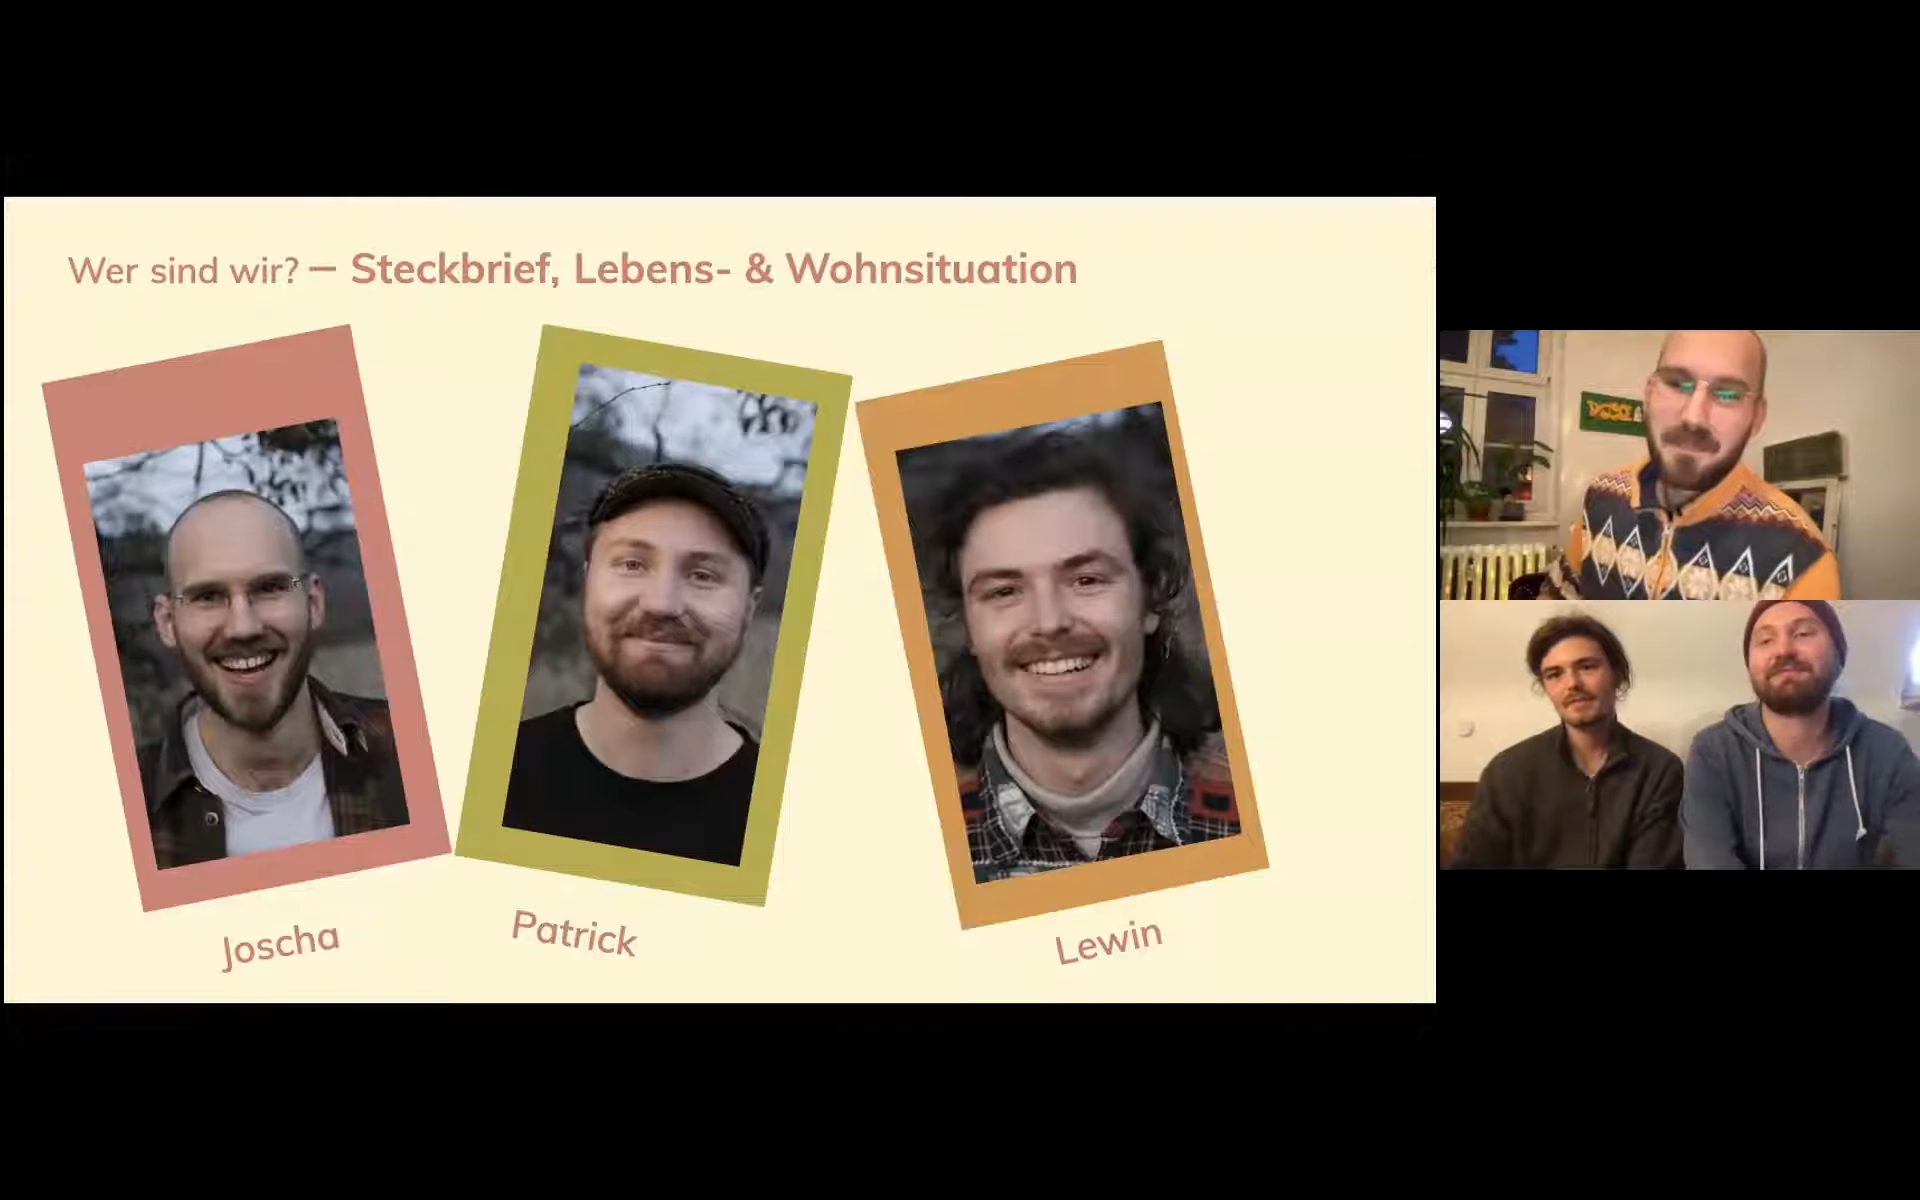 Wer sind wir? — Steckbrief, Lebens- & Wohnsituation
Joscha
Patrick
Lewin